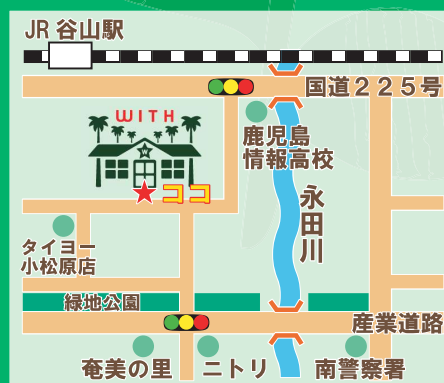 JR 谷山駅
国道２２５号
WITH
鹿児島
情報高校
ココ
永田川
タイヨー
小松原店
緑地公園
産業道路
奄美の里
ニトリ
南警察署